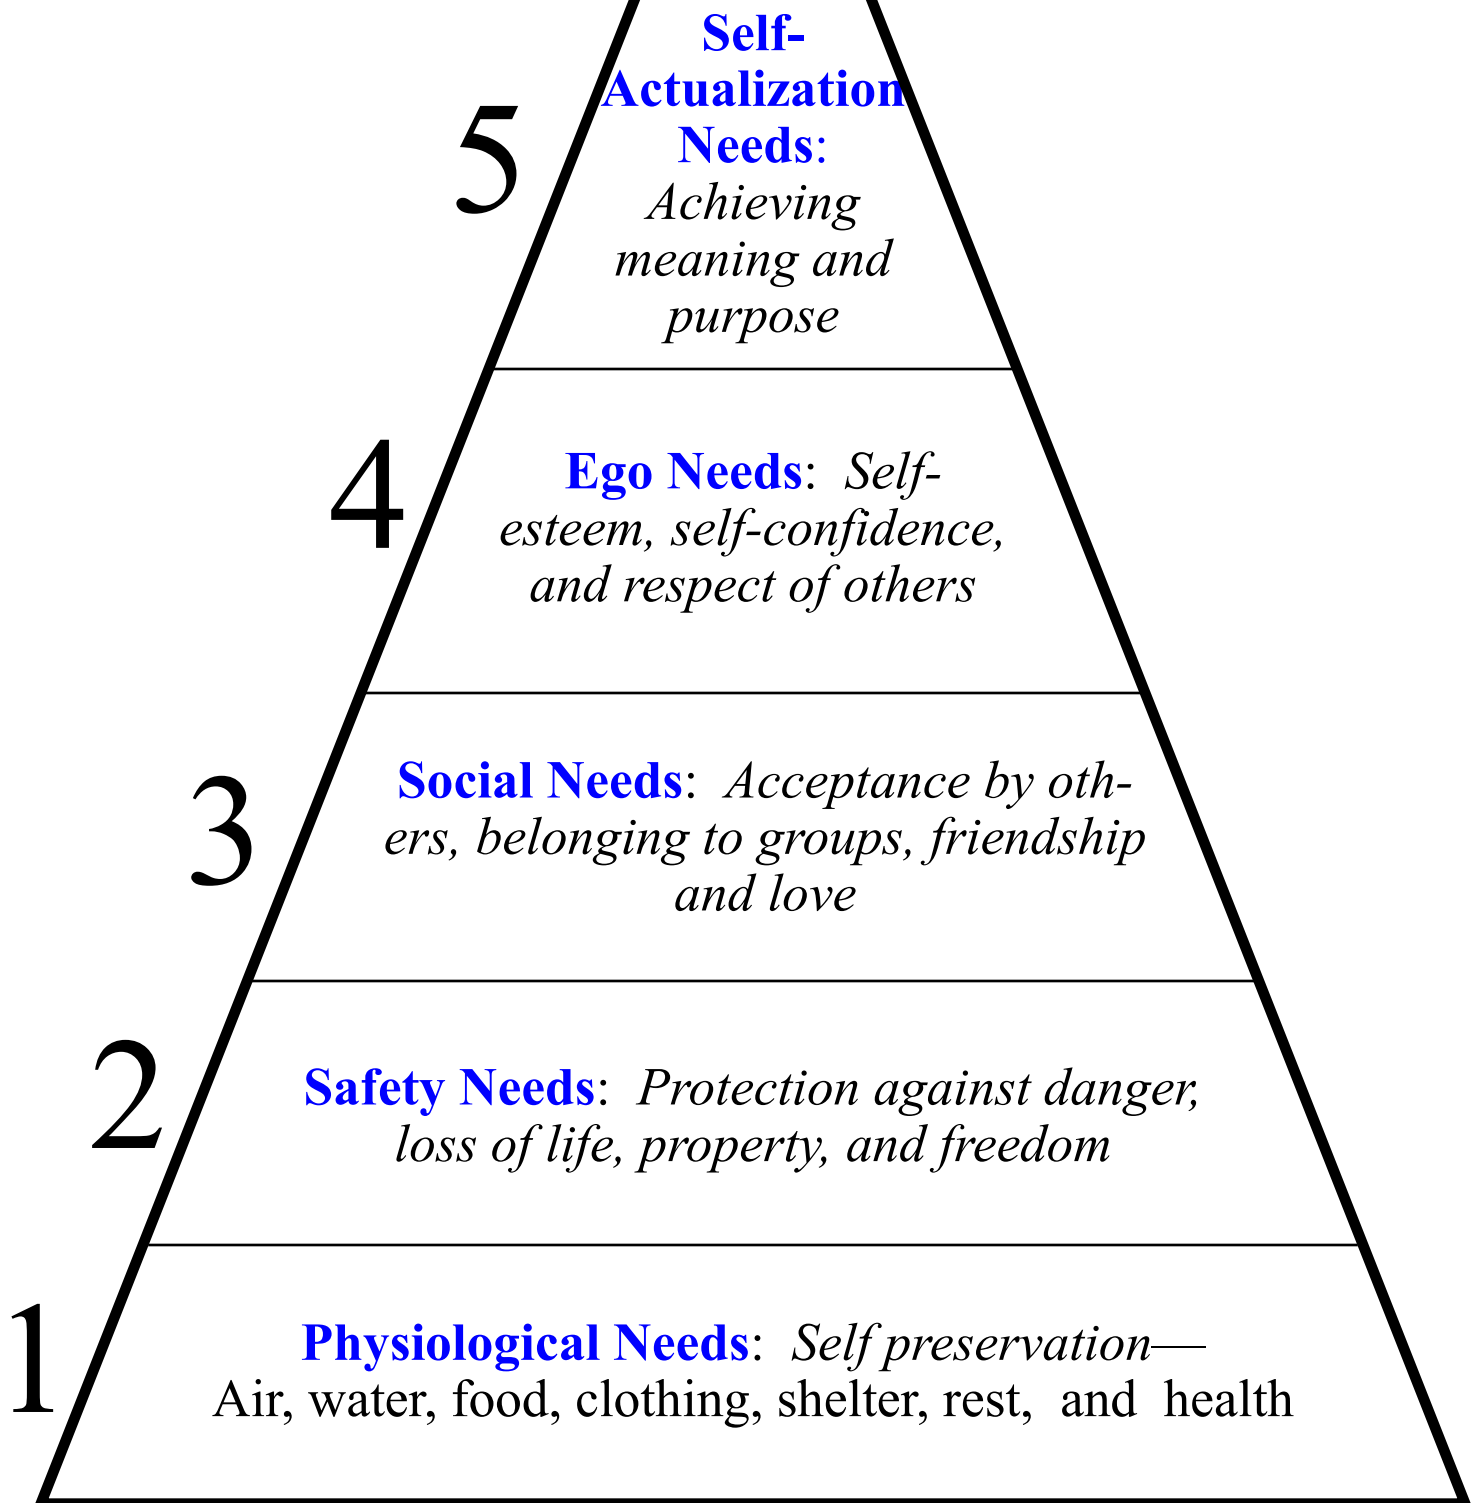 Self-
Actualization
Needs:
Achieving
meaning and
purpose
5
Ego Needs: Self-
esteem, self-confidence,
and respect of others
4
Social Needs: Acceptance by oth-
ers, belonging to groups, friendship
and love
3
Safety Needs: Protection against danger,
loss of life, property, and freedom
2
Physiological Needs: Self preservation—
Air, water, food, clothing, shelter, rest, and health
1